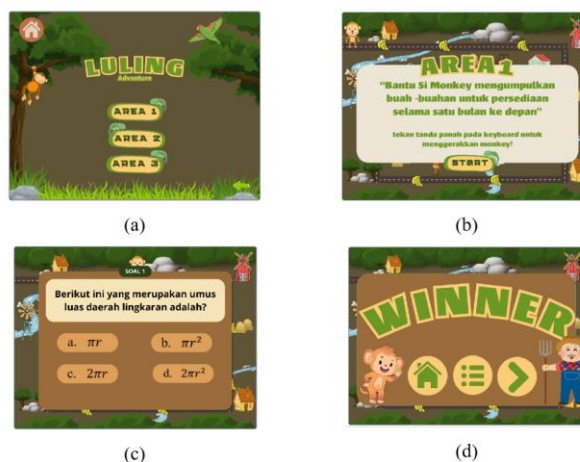 LULING
Adventure
AREA 1
AREA 2
AREA 3
(a)
AREA 1
"Bantu Si Monkey mengumpulkan
buah -buahan untuk persediaan
selama satu bulan ke depan"
tekan tanda panah pada keyboard untuk
menggerakkan monkey!
START
(b)
SOAL 1
Berikut ini yang merupakan umus
luas daerah lingkaran adalah?
a. πr
b. πr²
c. 2πr
d. 2πr²
(c)
WINNER
(d)